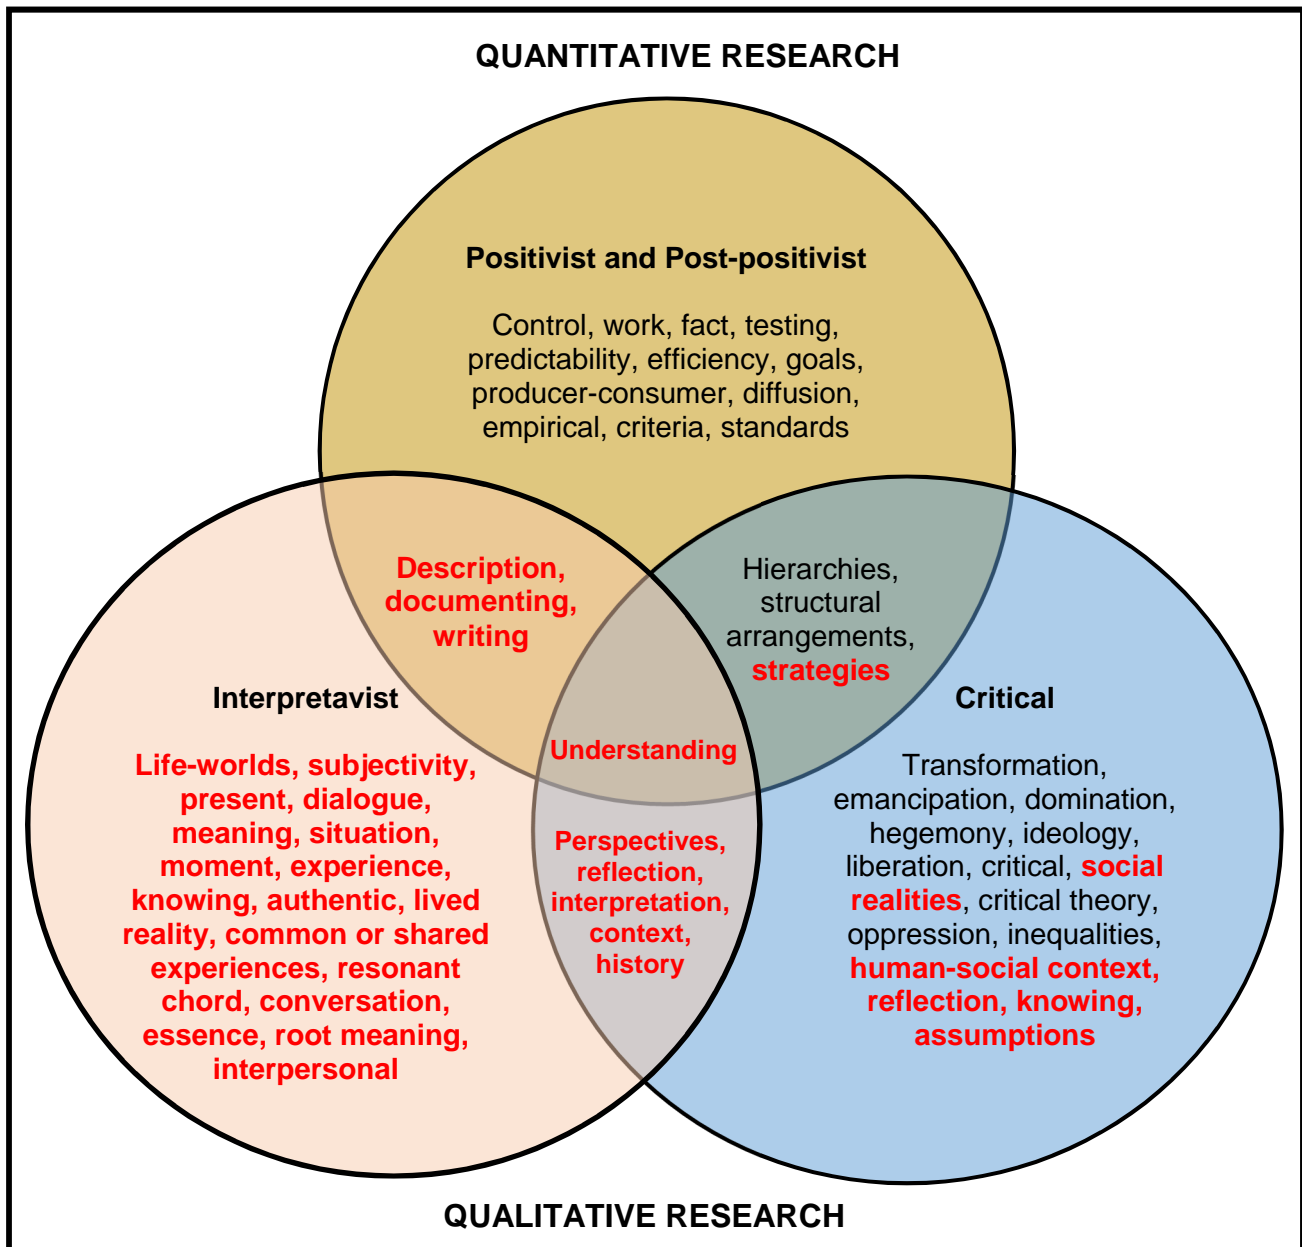 QUANTITATIVE RESEARCH
Positivist and Post-positivist
Control, work, fact, testing,
predictability, efficiency, goals,
producer-consumer, diffusion,
empirical, criteria, standards
Description,
documenting,
writing
Hierarchies,
structural
arrangements,
strategies
Interpretavist
Life-worlds, subjectivity,
present, dialogue,
meaning, situation,
moment, experience,
knowing, authentic, lived
reality, common or shared
experiences, resonant
chord, conversation,
essence, root meaning,
interpersonal
Understanding
Perspectives,
reflection,
interpretation,
context,
history
Critical
Transformation,
emancipation, domination,
hegemony, ideology,
liberation, critical, social
realities, critical theory,
oppression, inequalities,
human-social context,
reflection, knowing,
assumptions
QUALITATIVE RESEARCH